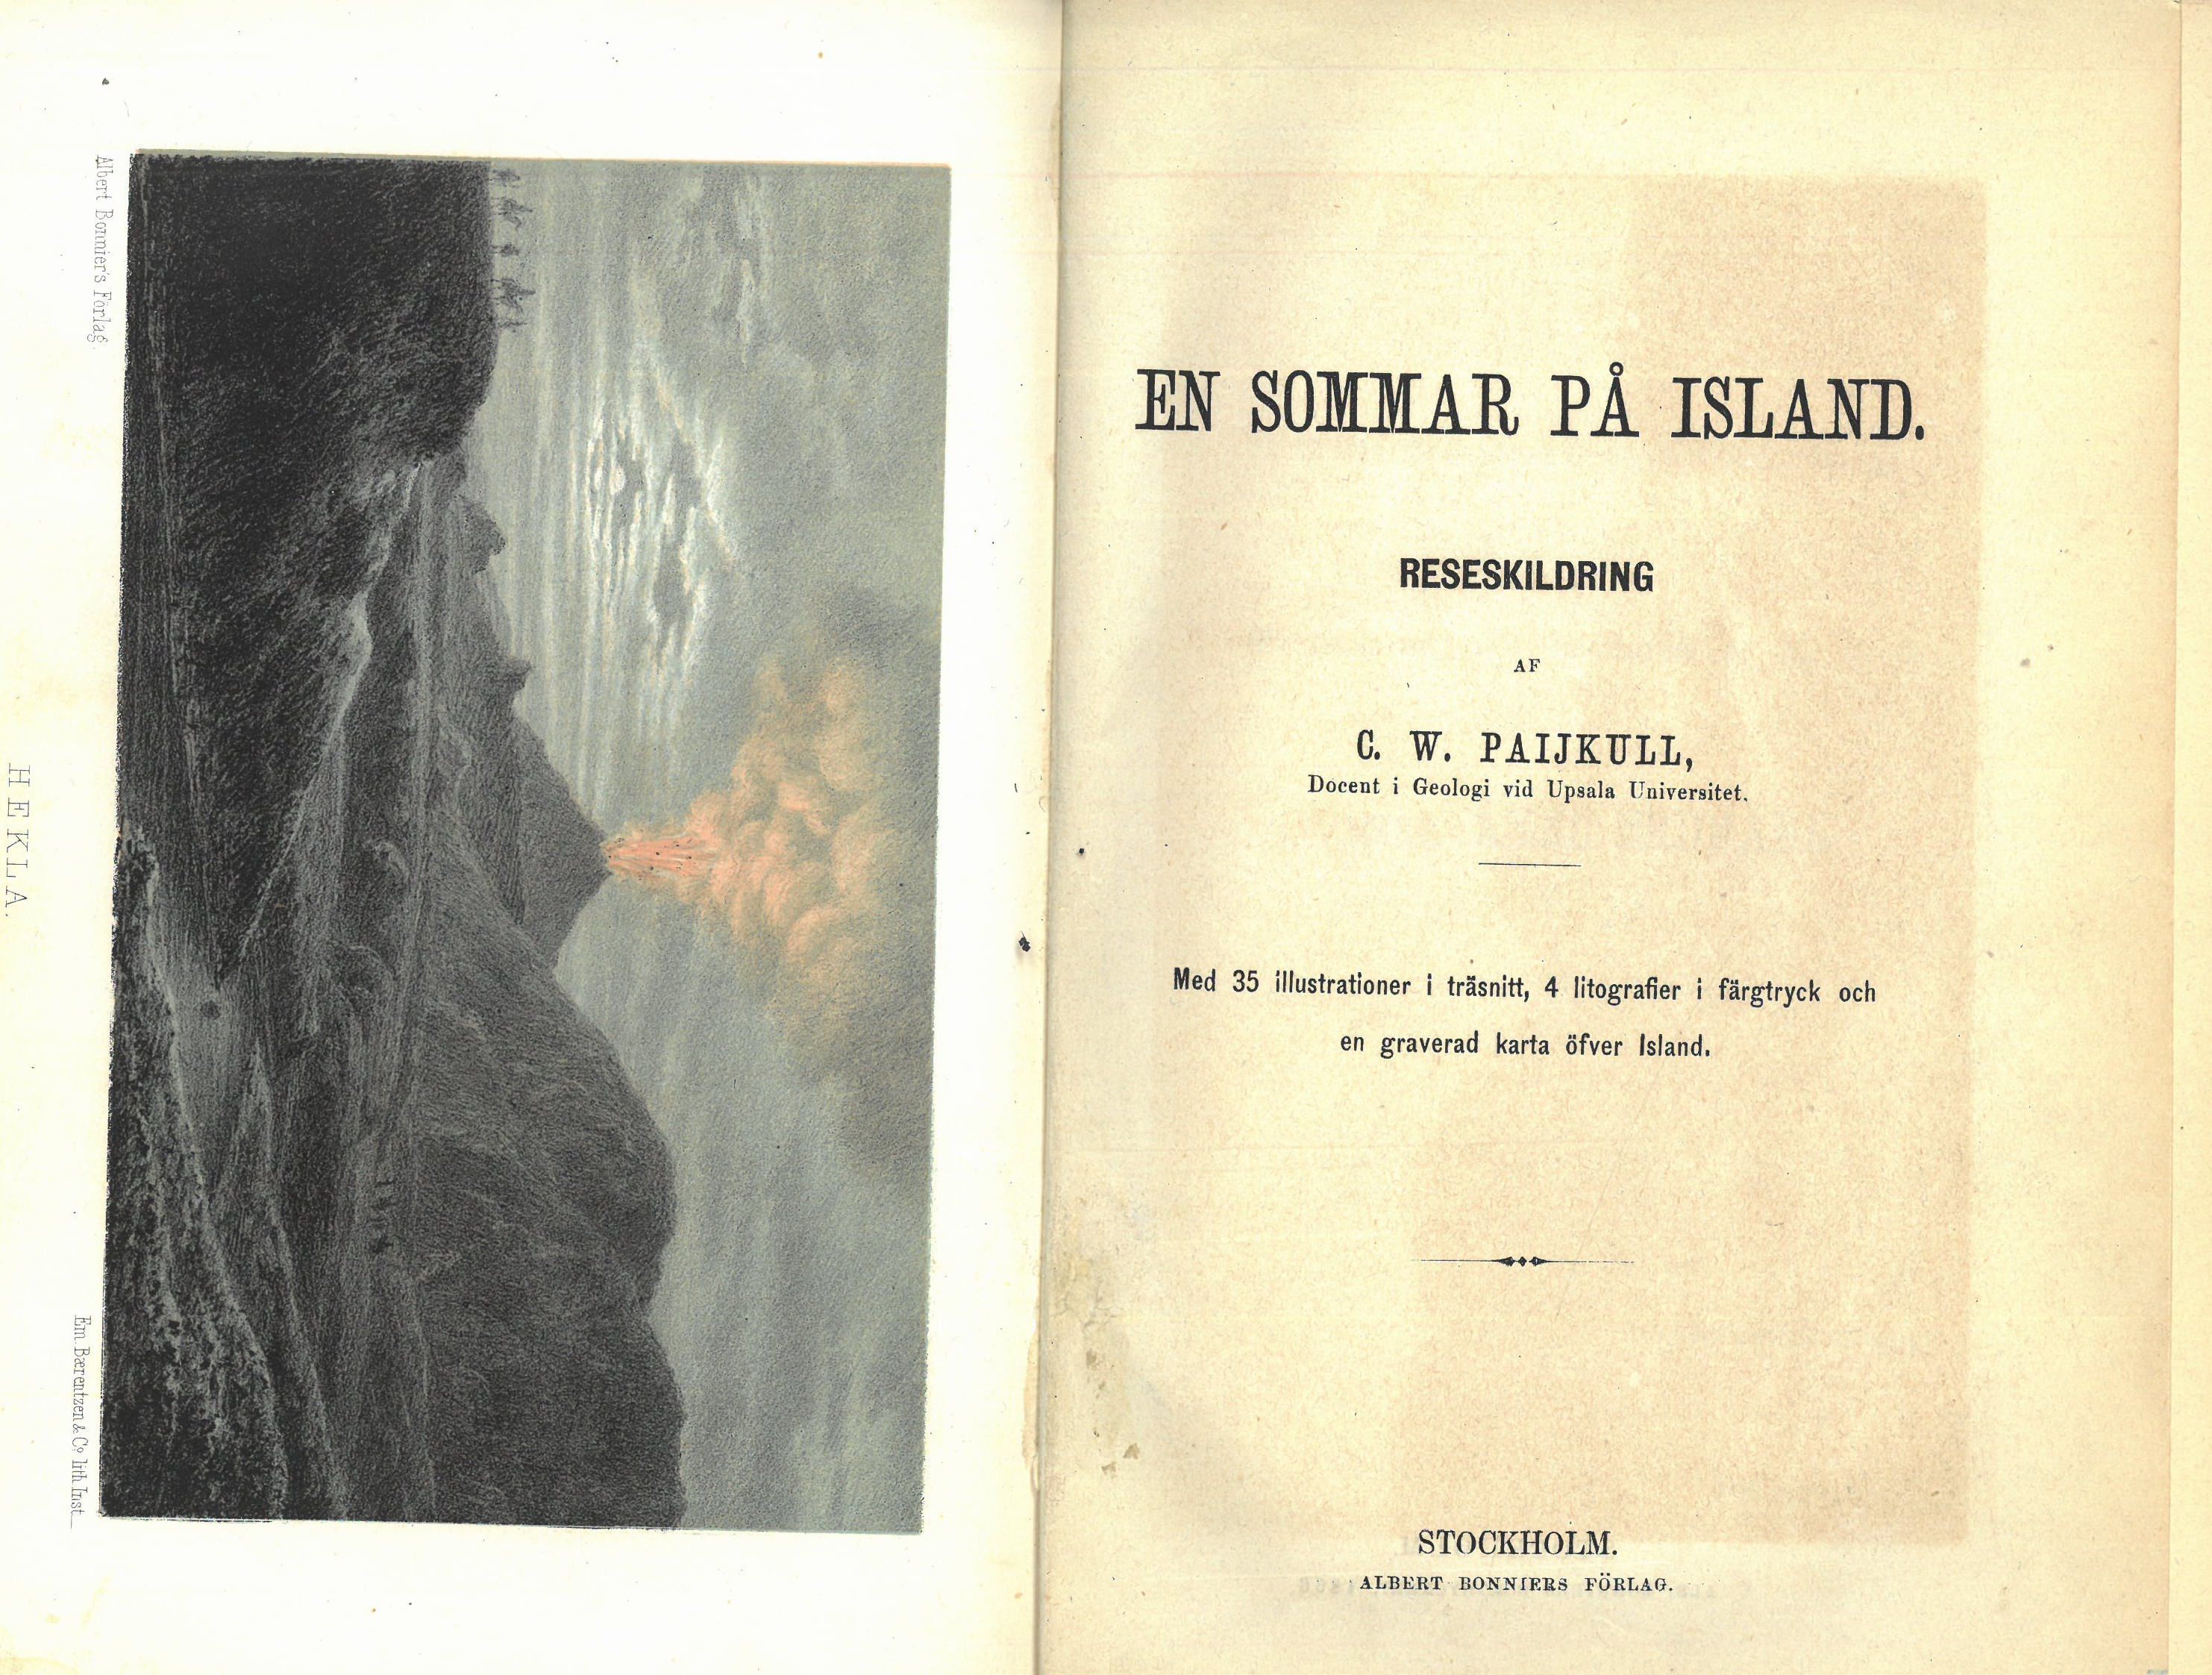 Albert Bonnier's Förlag.
Em. Bærentzen & Co. lith. Inst.
HEKLA.
EN SOMMAR PÅ ISLAND.
RESESKILDRING
AF
C. W. PAIJKULL,
Docent i Geologi vid Upsala Universitet.
Med 35 illustrationer i träsnitt, 4 litografier i färgtryck och
en graverad karta öfver Island.
STOCKHOLM.
ALBERT BONNIERS FÖRLAG.